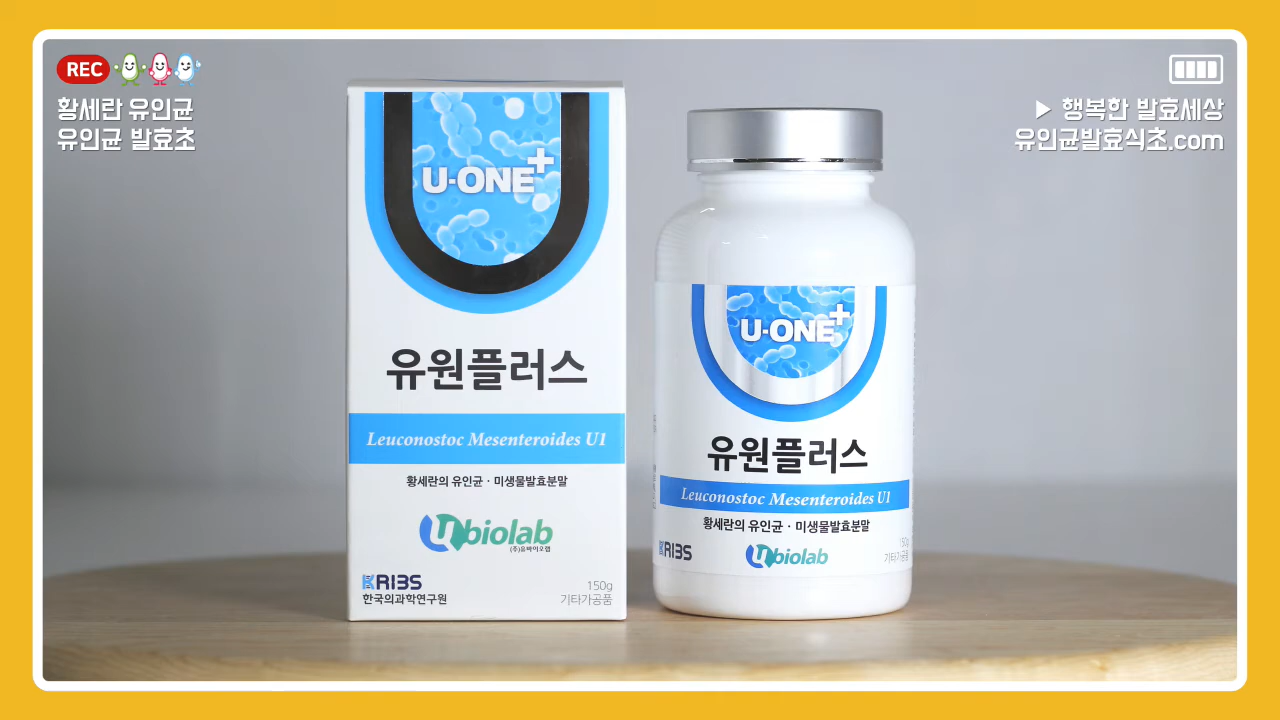 REC
황세란 유인균
유인균 발효초
▶ 행복한 발효세상
유인균발효식초.com
U-ONE+
유원플러스
Leuconostoc Mesenteroides U1
황세란의 유인균 · 미생물발효분말
Unbiolab
(주)유바이오랩
KRIBS
한국의과학연구원
150g
기타가공품
U-ONE+
유원플러스
Leuconostoc Mesenteroides U1
황세란의 유인균 · 미생물발효분말
KRIBS
Unbiolab
150g
기타가공품